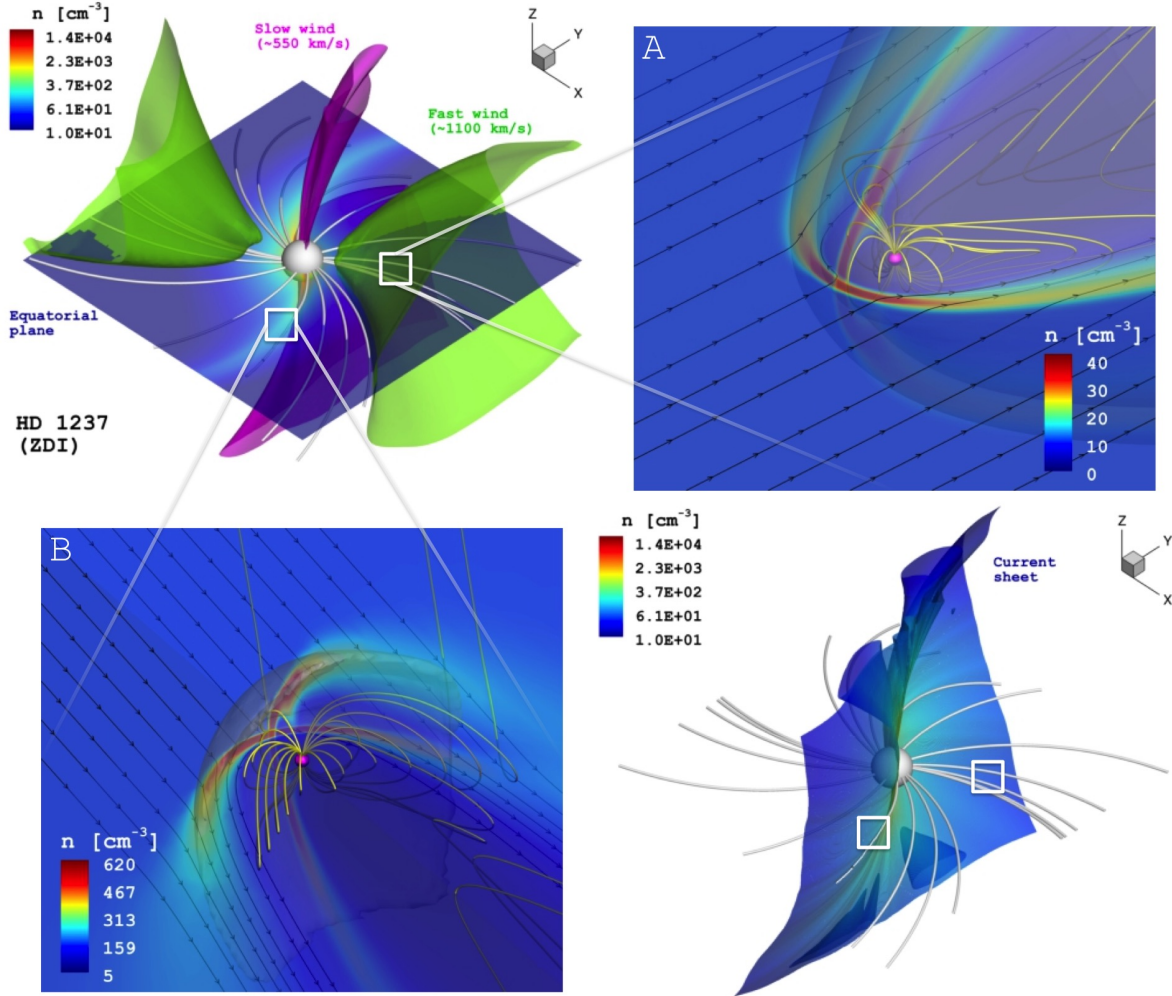 n [cm⁻³]
1.4E+04
2.3E+03
3.7E+02
6.1E+01
1.0E+01
Slow wind
(~550 km/s)
Fast wind
(~1100 km/s)
Z
Y
X
Equatorial
plane
HD 1237
(ZDI)
A
n [cm⁻³]
40
30
20
10
0
B
n [cm⁻³]
620
467
313
159
5
n [cm⁻³]
1.4E+04
2.3E+03
3.7E+02
6.1E+01
1.0E+01
Current
sheet
Z
Y
X